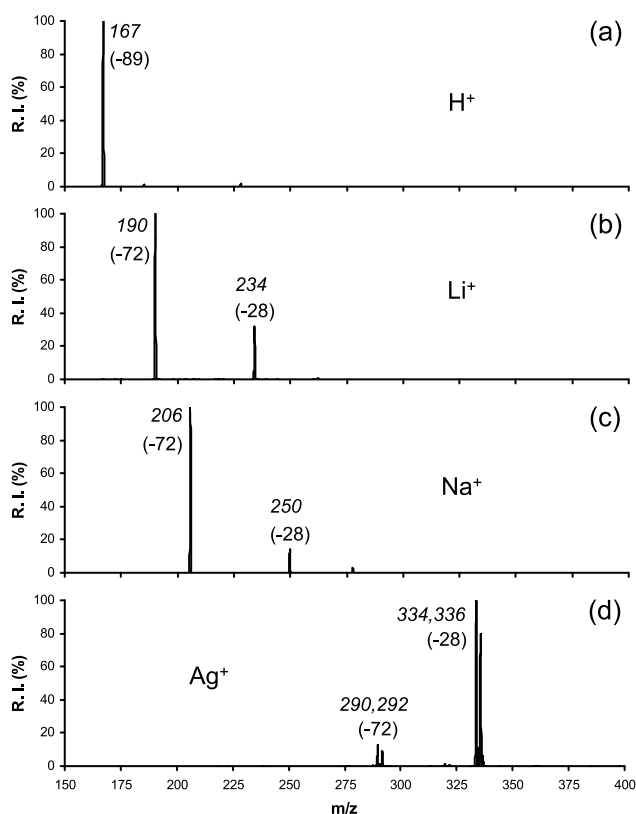 (a)
R. I. (%)
100
80
60
40
20
0
167
(-89)
H⁺
(b)
R. I. (%)
100
80
60
40
20
0
190
(-72)
234
(-28)
Li⁺
(c)
R. I. (%)
100
80
60
40
20
0
206
(-72)
250
(-28)
Na⁺
(d)
R. I. (%)
100
80
60
40
20
0
Ag⁺
290,292
(-72)
334,336
(-28)
150 175 200 225 250 275 300 325 350 375 400
m/z